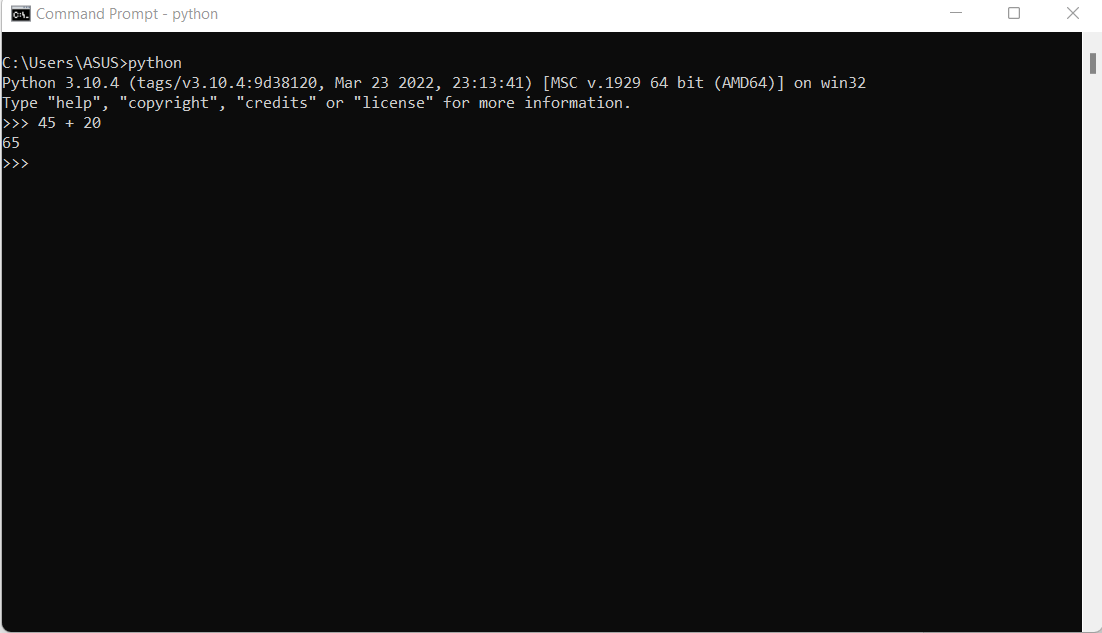 Command Prompt - python
C:\Users\ASUS>python
Python 3.10.4 (tags/v3.10.4:9d38120, Mar 23 2022, 23:13:41) [MSC v.1929 64 bit (AMD64)] on win32
Type "help", "copyright", "credits" or "license" for more information.
>>> 45 + 20
65
>>>